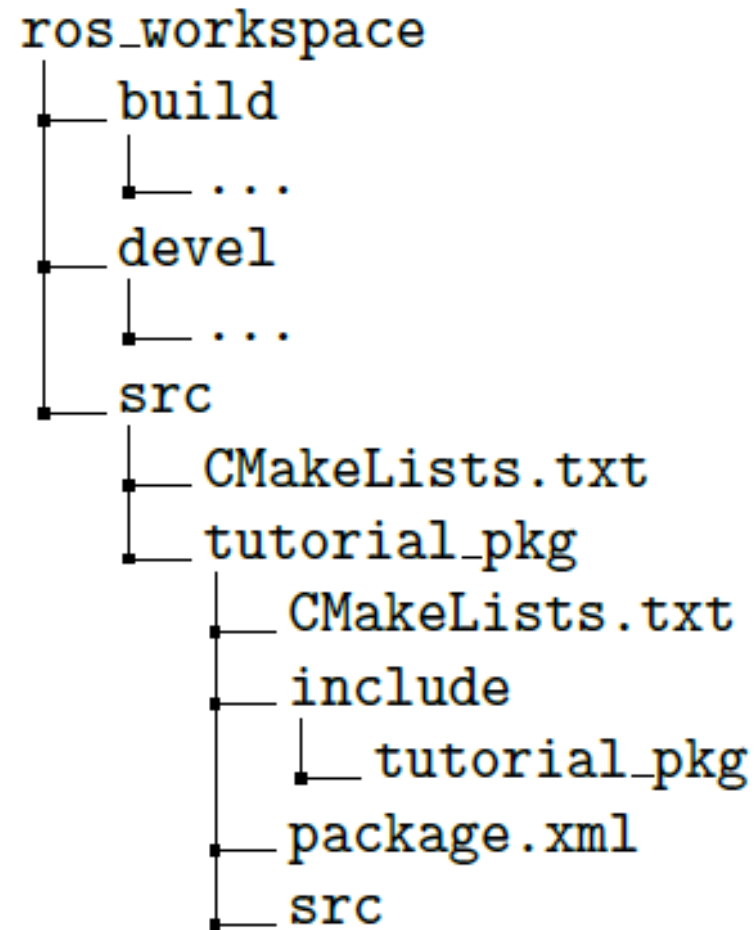 ros_workspace
build
...
devel
...
src
CMakeLists.txt
tutorial_pkg
CMakeLists.txt
include
tutorial_pkg
package.xml
src